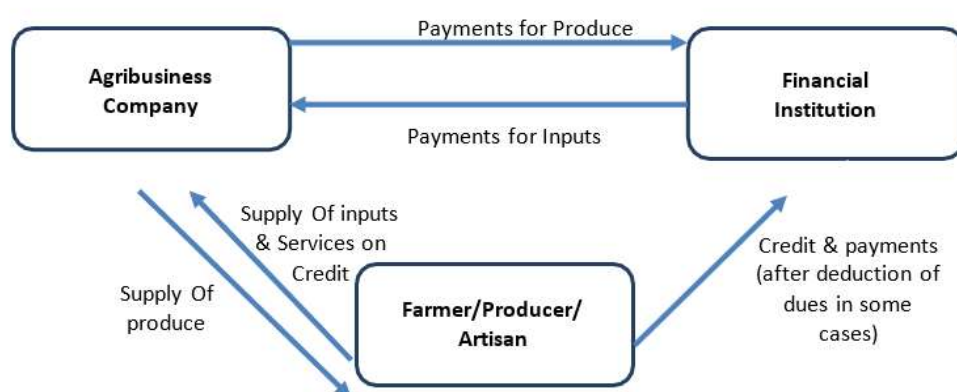 Payments for Produce
Agribusiness
Company
Financial
Institution
Payments for Inputs
Supply Of inputs
& Services on
Credit
Supply Of
produce
Farmer/Producer/
Artisan
Credit & payments
(after deduction of
dues in some
cases)